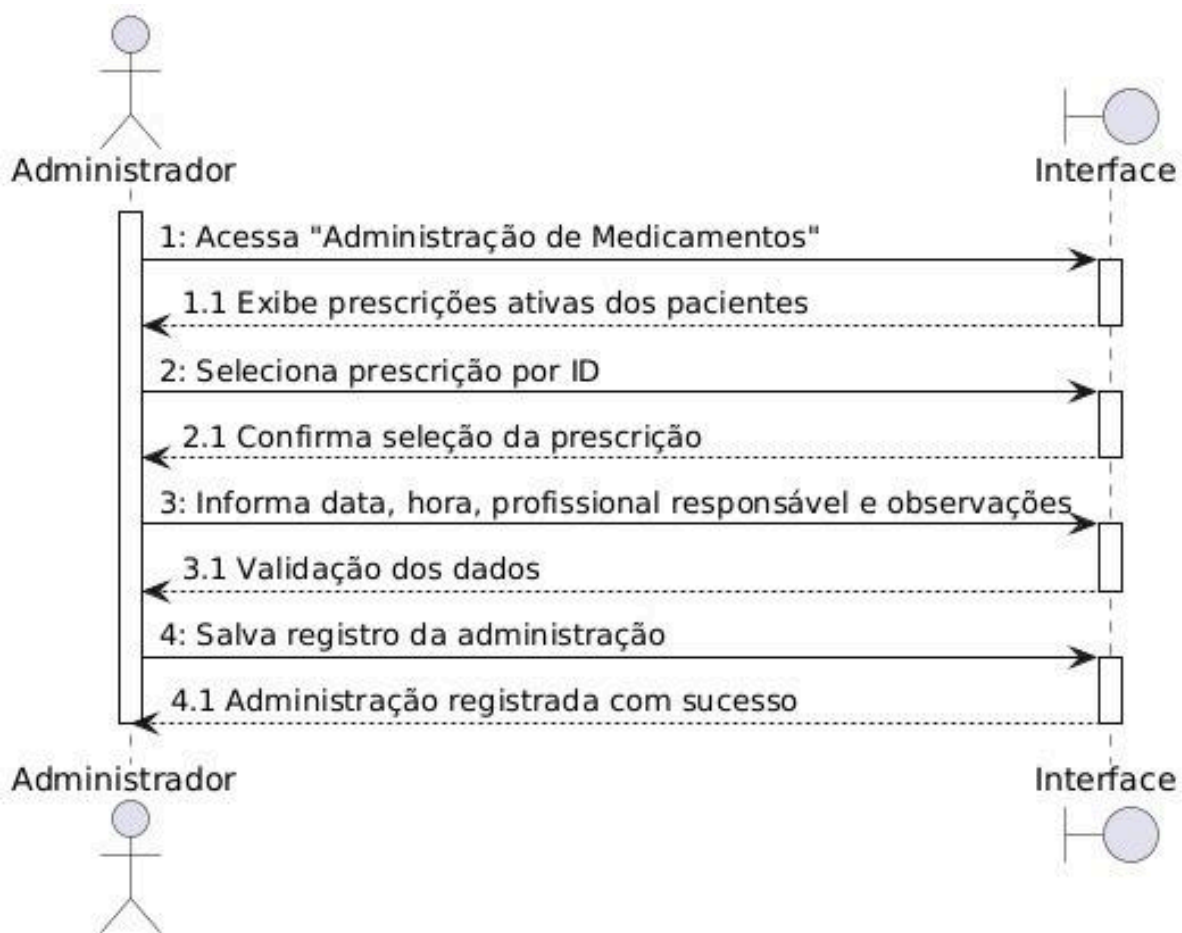 Administrador
Interface
1: Acessa "Administração de Medicamentos"
1.1 Exibe prescrições ativas dos pacientes
2: Seleciona prescrição por ID
2.1 Confirma seleção da prescrição
3: Informa data, hora, profissional responsável e observações
3.1 Validação dos dados
4: Salva registro da administração
4.1 Administração registrada com sucesso
Administrador
Interface